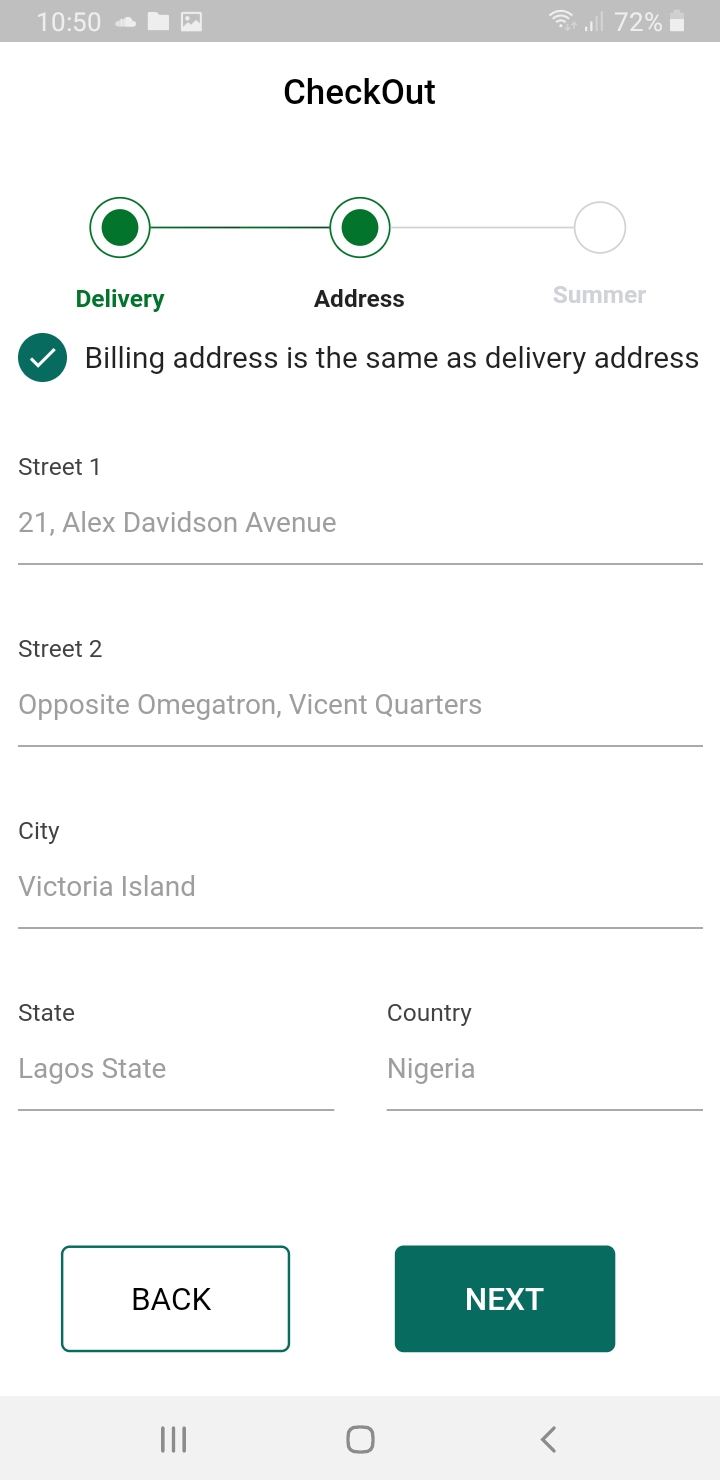 10:50 72%
CheckOut
Delivery Address Summer
Billing address is the same as delivery address
Street 1
21, Alex Davidson Avenue
Street 2
Opposite Omegatron, Vicent Quarters
City
Victoria Island
State Country
Lagos State Nigeria
BACK NEXT